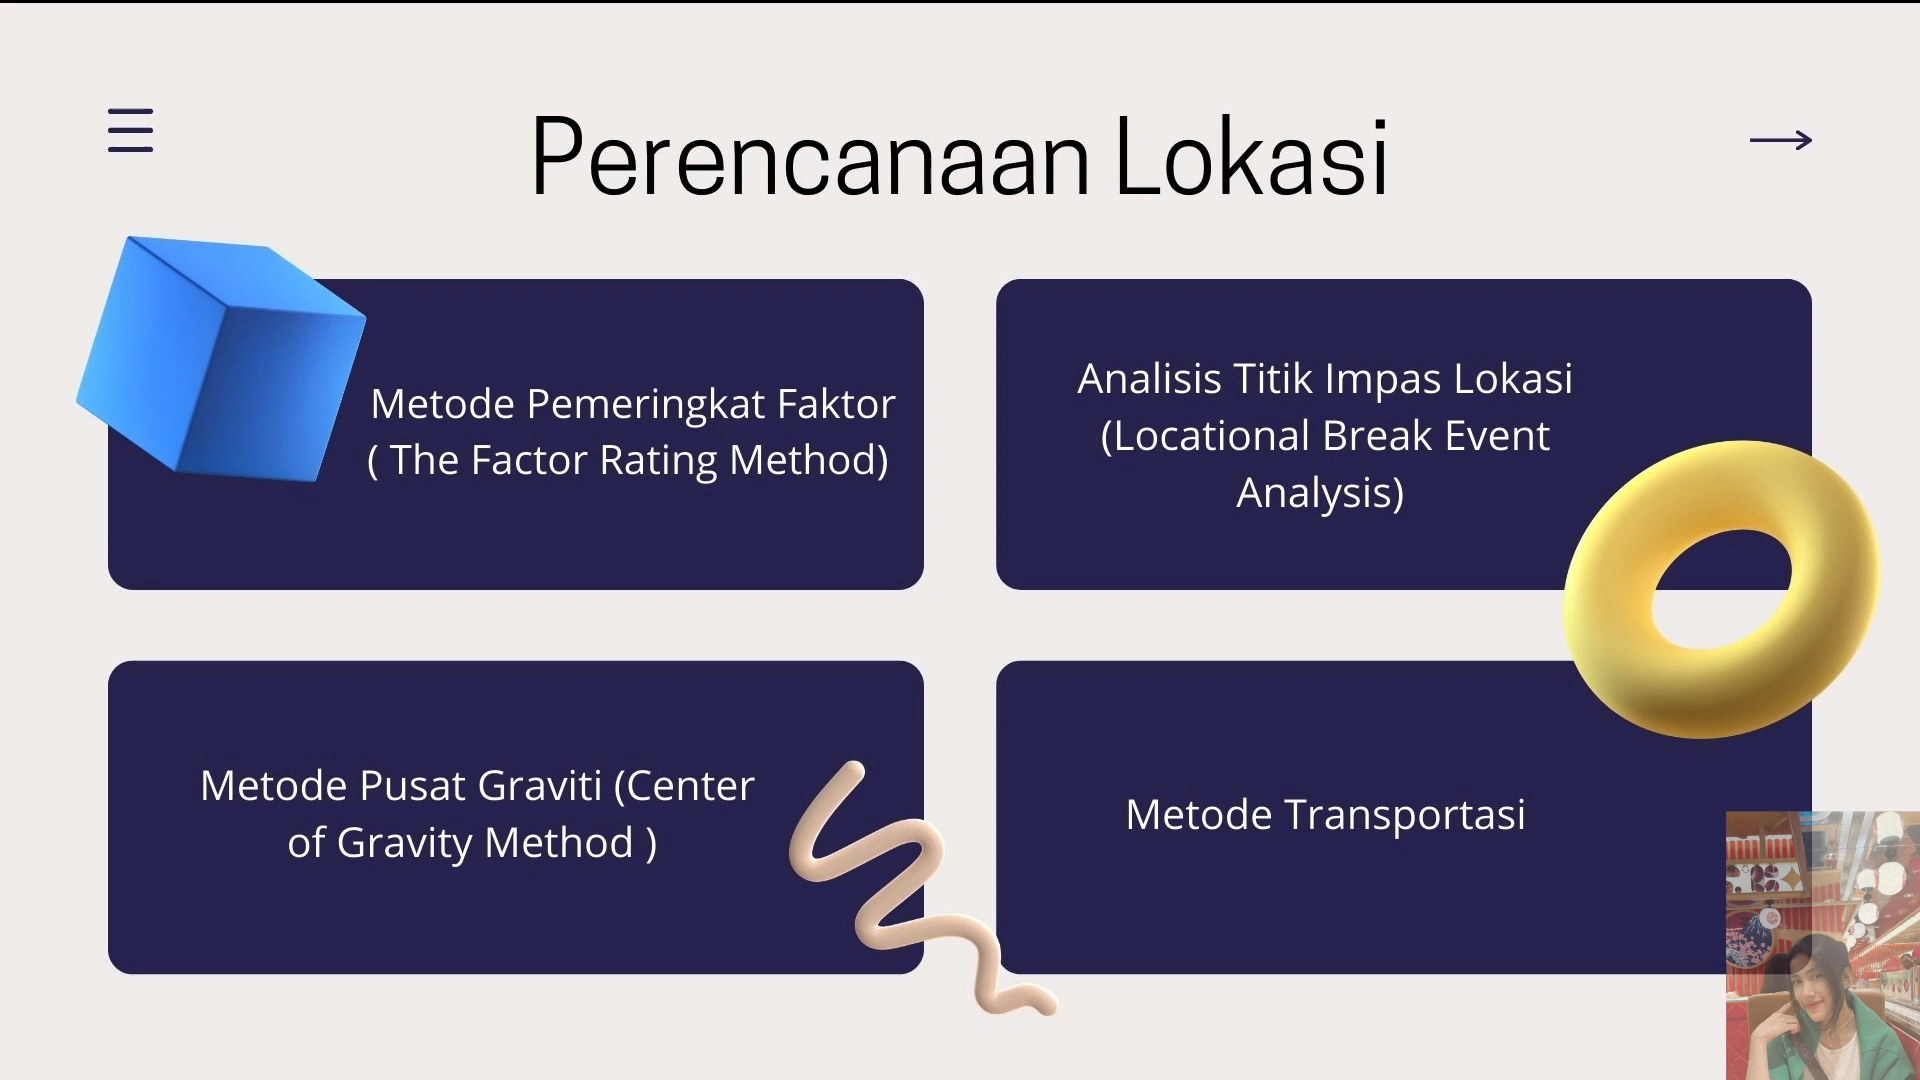 Perencanaan Lokasi
Metode Pemeringkat Faktor
( The Factor Rating Method)
Analisis Titik Impas Lokasi
(Locational Break Event
Analysis)
Metode Pusat Graviti (Center
of Gravity Method )
Metode Transportasi